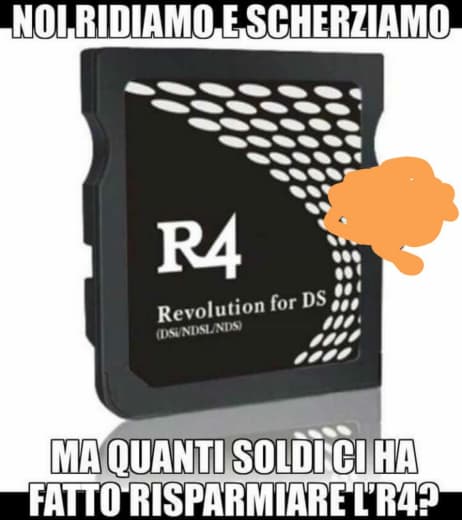 NOI RIDIAMO E SCHERZIAMO
R4
Revolution for DS
(DSi/NDSL/NDS)
MA QUANTI SOLDI CI HA
FATTO RISPARMIARE L'R4?